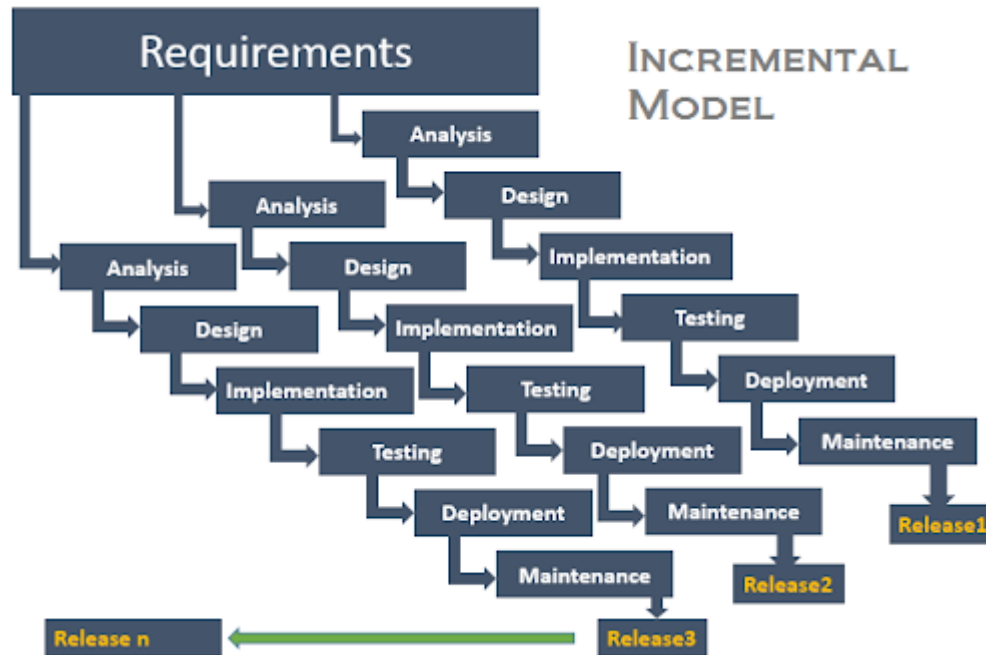 Requirements
INCREMENTAL
MODEL
Analysis
Design
Implementation
Testing
Deployment
Maintenance
Release1
Analysis
Design
Implementation
Testing
Deployment
Maintenance
Release2
Analysis
Design
Implementation
Testing
Deployment
Maintenance
Release3
Release n